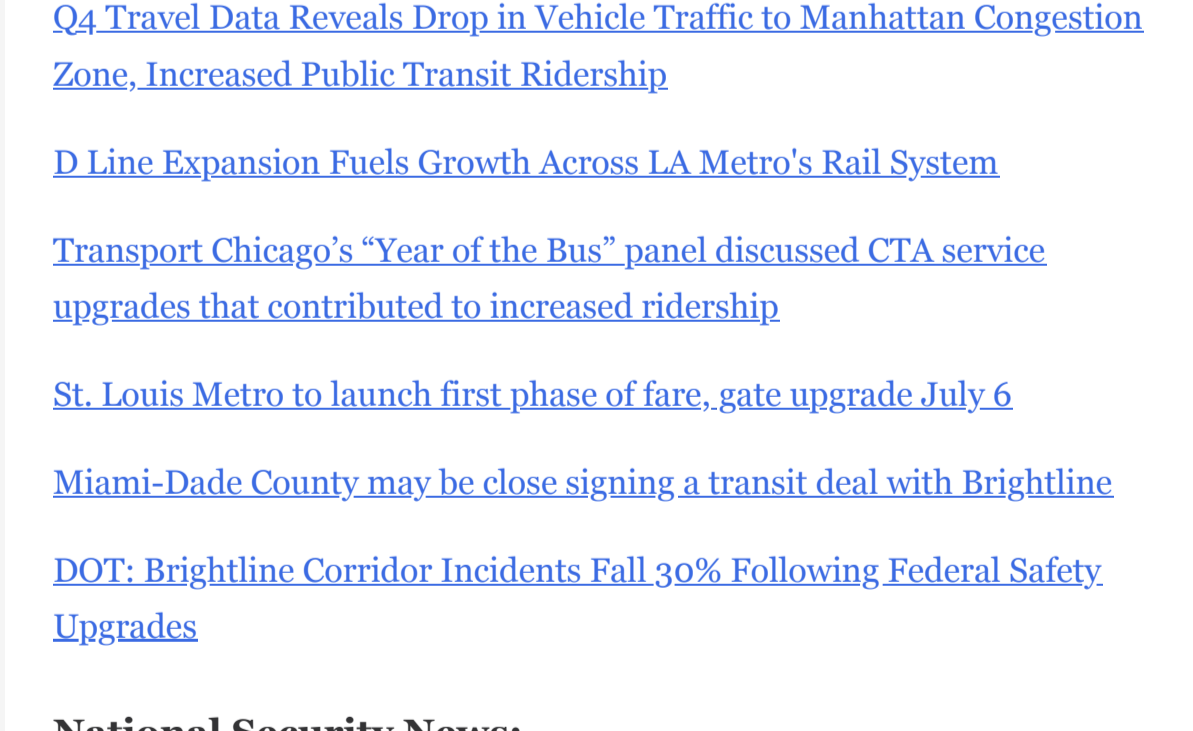 Q4 Travel Data Reveals Drop in Vehicle Traffic to Manhattan Congestion
Zone, Increased Public Transit Ridership
D Line Expansion Fuels Growth Across LA Metro's Rail System
Transport Chicago’s “Year of the Bus” panel discussed CTA service
upgrades that contributed to increased ridership
St. Louis Metro to launch first phase of fare, gate upgrade July 6
Miami-Dade County may be close signing a transit deal with Brightline
DOT: Brightline Corridor Incidents Fall 30% Following Federal Safety
Upgrades
National Security News: